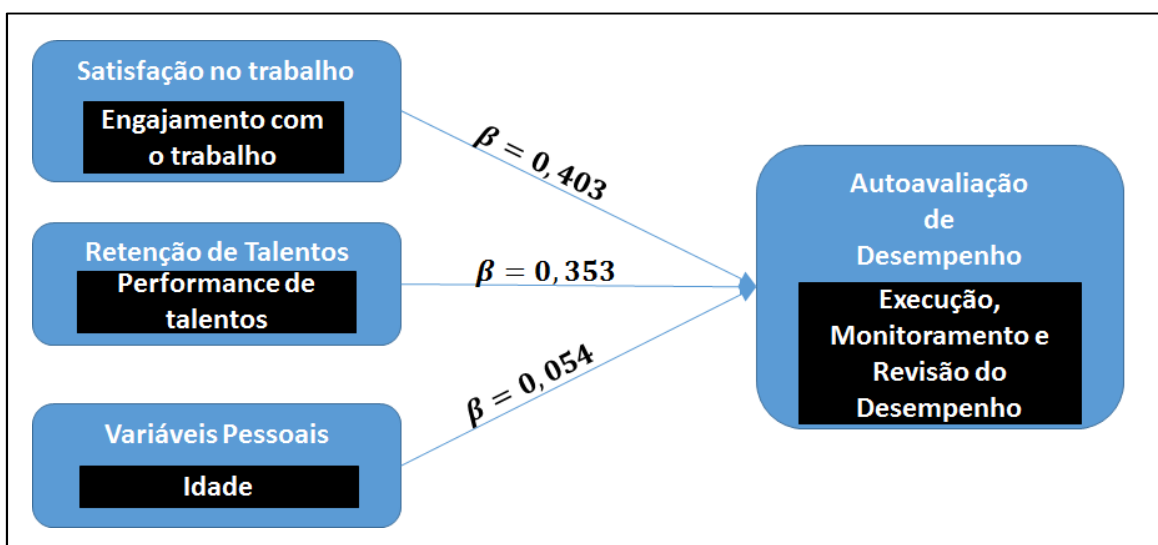 Satisfação no trabalho
Engajamento com
o trabalho
β = 0,403
Retenção de Talentos
Performance de
talentos
β = 0,353
Variáveis Pessoais
Idade
β = 0,054
Autoavaliação
de
Desempenho
Execução,
Monitoramento e
Revisão do
Desempenho